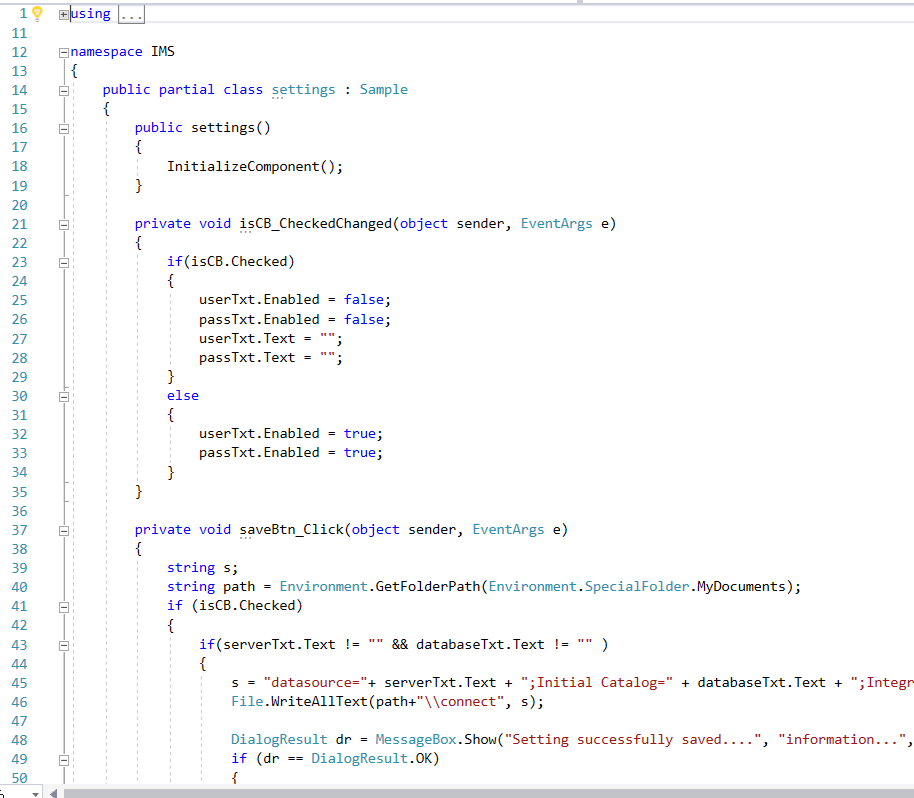 1 using ...
11
12 namespace IMS
13 {
14 public partial class settings : Sample
15 {
16 public settings()
17 {
18 InitializeComponent();
19 }
20
21 private void isCB_CheckedChanged(object sender, EventArgs e)
22 {
23 if(isCB.Checked)
24 {
25 userTxt.Enabled = false;
26 passTxt.Enabled = false;
27 userTxt.Text = "";
28 passTxt.Text = "";
29 }
30 else
31 {
32 userTxt.Enabled = true;
33 passTxt.Enabled = true;
34 }
35 }
36
37 private void saveBtn_Click(object sender, EventArgs e)
38 {
39 string s;
40 string path = Environment.GetFolderPath(Environment.SpecialFolder.MyDocuments);
41 if (isCB.Checked)
42 {
43 if(serverTxt.Text != "" && databaseTxt.Text != "" )
44 {
45 s = "datasource="+ serverTxt.Text + ";Initial Catalog=" + databaseTxt.Text + ";Integr
46 File.WriteAllText(path+"\\connect", s);
47
48 DialogResult dr = MessageBox.Show("Setting successfully saved....", "information...",
49 if (dr == DialogResult.OK)
50 {